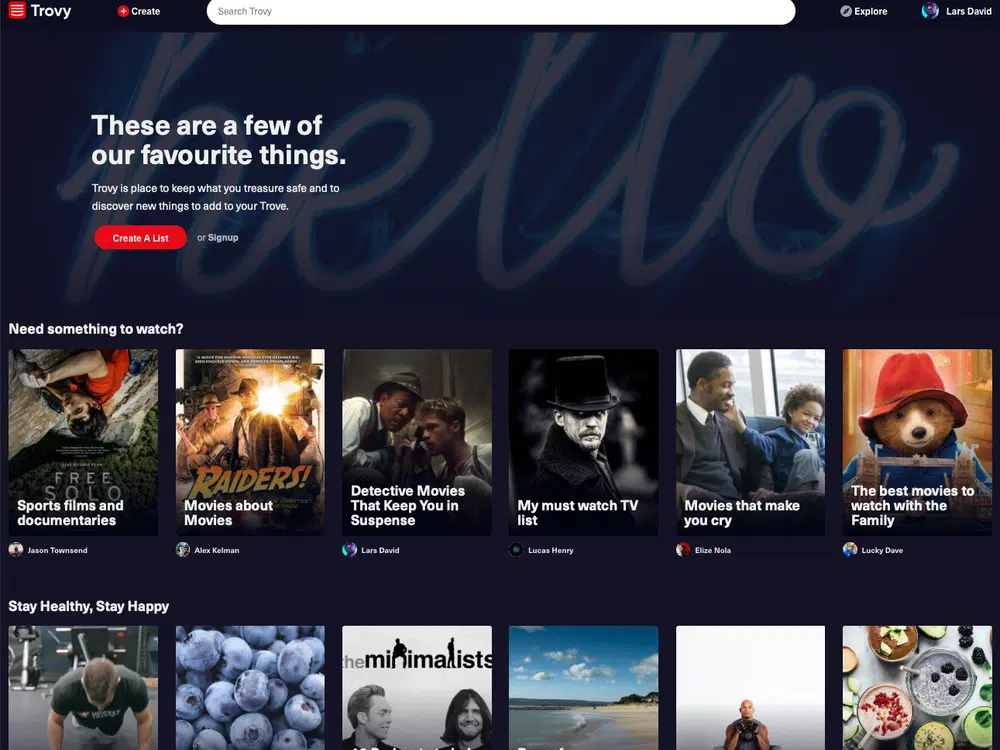 Trovy
Create
Search Trovy
Explore
Lars David
hello
These are a few of
our favourite things.
Trovy is place to keep what you treasure safe and to
discover new things to add to your Trove.
Create A List
or Signup
Need something to watch?
FREE
SOLO
Sports films and
documentaries
RAIDERS!
Movies about
Movies
Detective Movies
That Keep You in
Suspense
My must watch TV
list
Movies that make
you cry
The best movies to
watch with the
Family
Jason Townsend
Alex Kelman
Lars David
Lucas Henry
Elize Nola
Lucky Dave
Stay Healthy, Stay Happy
theminimalists